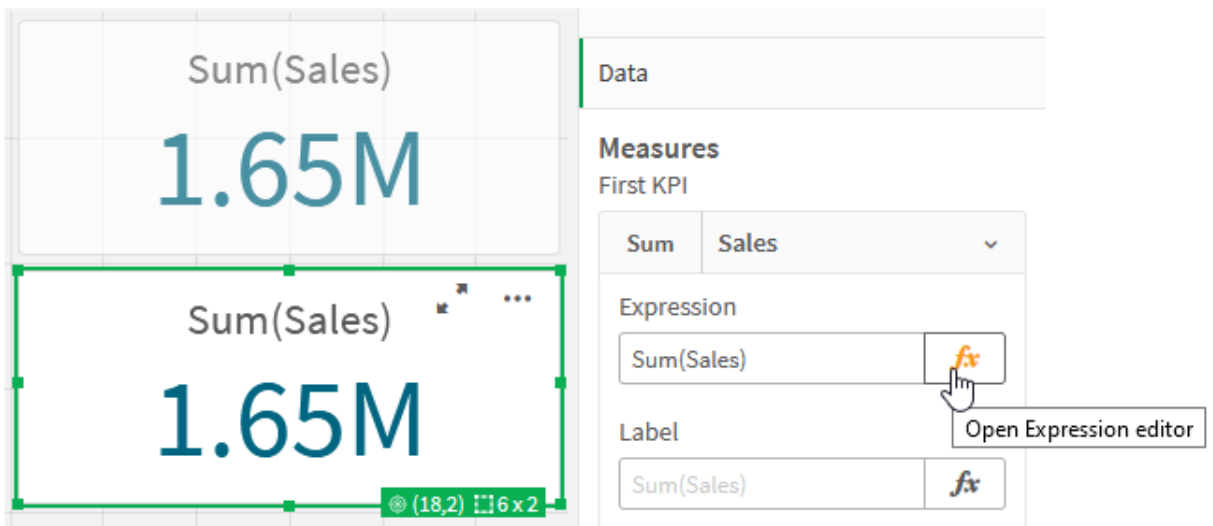 Sum(Sales)
1.65M
Sum(Sales)
1.65M
(18,2) 6 x 2
Data
Measures
First KPI
Sum Sales
Expression
Sum(Sales) fx
Open Expression editor
Label
Sum(Sales) fx